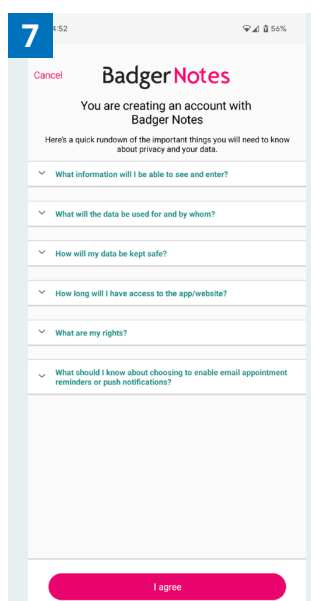 7
4:52
56%
Cancel
Badger Notes
You are creating an account with
Badger Notes
Here's a quick rundown of the important things you will need to know
about privacy and your data.
What information will I be able to see and enter?
What will the data be used for and by whom?
How will my data be kept safe?
How long will I have access to the app/website?
What are my rights?
What should I know about choosing to enable email appointment
reminders or push notifications?
I agree